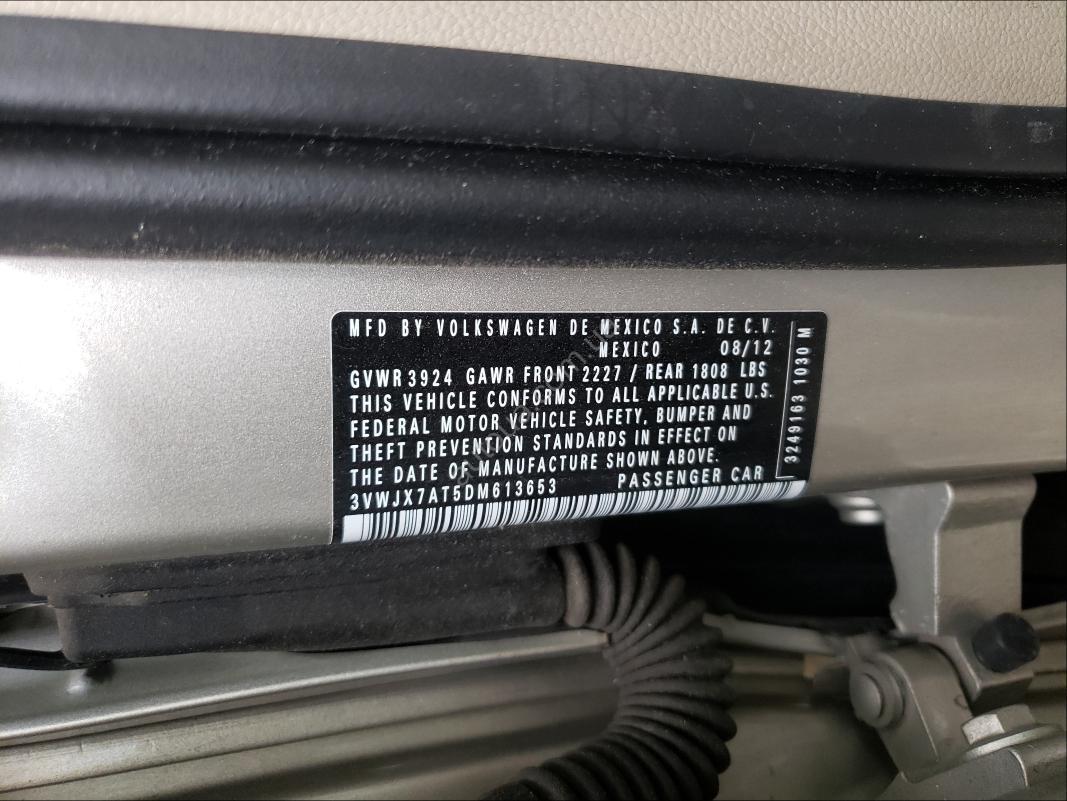 MFD BY VOLKSWAGEN DE MEXICO S.A. DE C.V.
MEXICO 08/12
GVWR 3924 GAWR FRONT 2227 / REAR 1808 LBS
THIS VEHICLE CONFORMS TO ALL APPLICABLE U.S.
FEDERAL MOTOR VEHICLE SAFETY, BUMPER AND
THEFT PREVENTION STANDARDS IN EFFECT ON
THE DATE OF MANUFACTURE SHOWN ABOVE.
3VWJX7AT5DM613653 PASSENGER CAR
3249163 1030 M